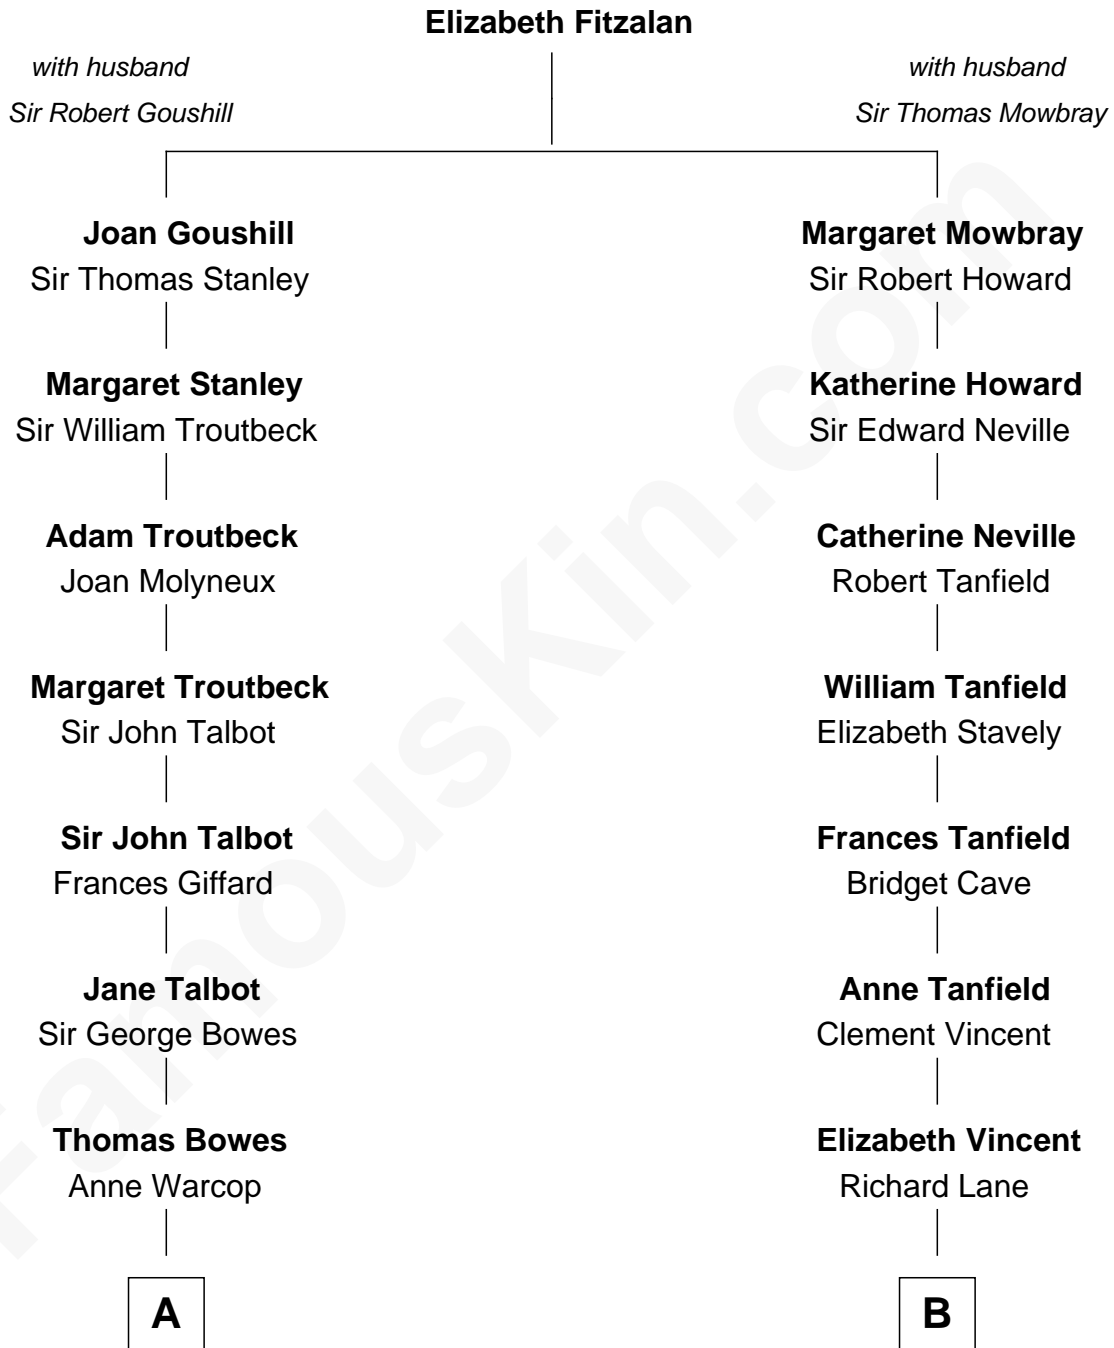 Elizabeth Fitzalan
with husband
Sir Robert Goushill
with husband
Sir Thomas Mowbray
Joan Goushill
Sir Thomas Stanley
Margaret Mowbray
Sir Robert Howard
Margaret Stanley
Sir William Troutbeck
Katherine Howard
Sir Edward Neville
Adam Troutbeck
Joan Molyneux
Catherine Neville
Robert Tanfield
Margaret Troutbeck
Sir John Talbot
William Tanfield
Elizabeth Stavely
Sir John Talbot
Frances Giffard
Frances Tanfield
Bridget Cave
Jane Talbot
Sir George Bowes
Anne Tanfield
Clement Vincent
Thomas Bowes
Anne Warcop
Elizabeth Vincent
Richard Lane
A
B
FamousKin.com